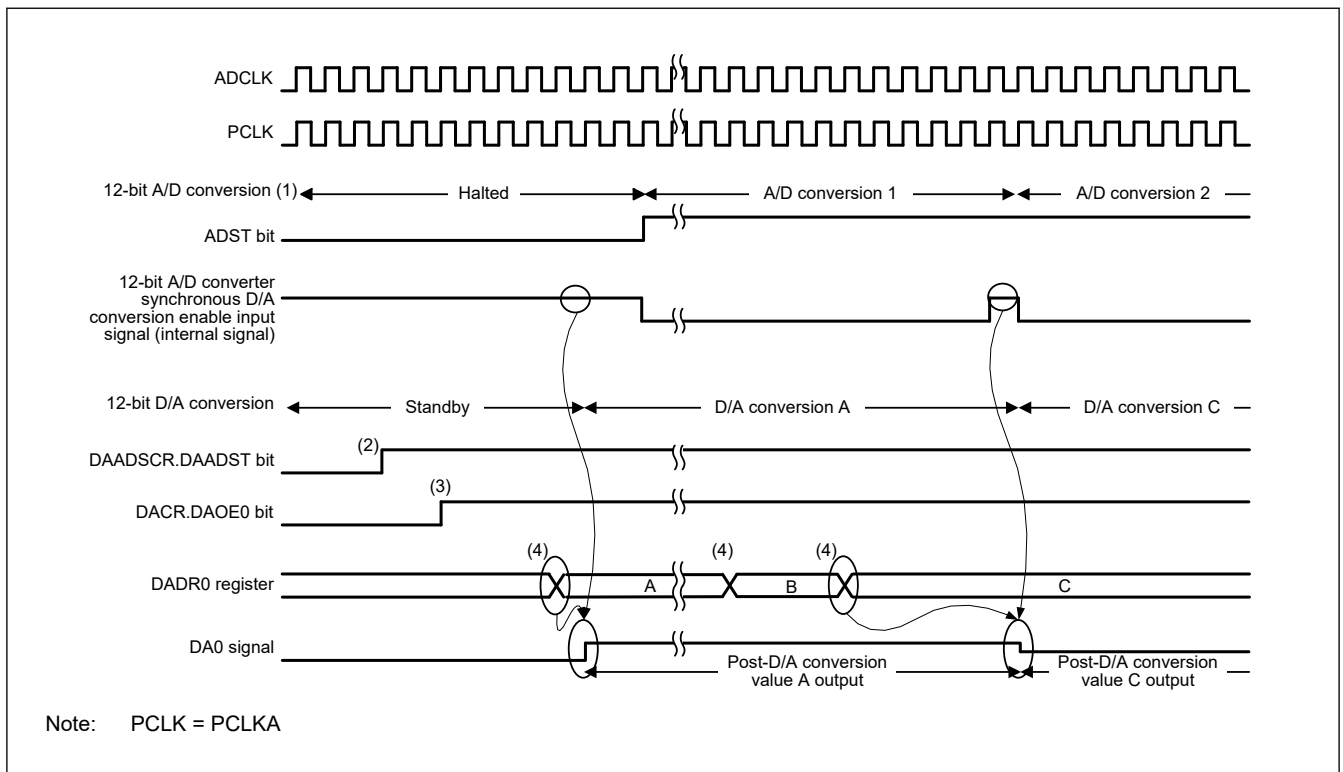 ADCLK
PCLK
12-bit A/D conversion (1)
Halted
A/D conversion 1
A/D conversion 2
ADST bit
12-bit A/D converter
synchronous D/A
conversion enable input
signal (internal signal)
12-bit D/A conversion
Standby
D/A conversion A
D/A conversion C
(2)
DAADSCR.DAADST bit
(3)
DACR.DAOE0 bit
(4)
(4)
(4)
DADR0 register
A
B
C
DA0 signal
Post-D/A conversion
value A output
Post-D/A conversion
value C output
Note: PCLK = PCLKA